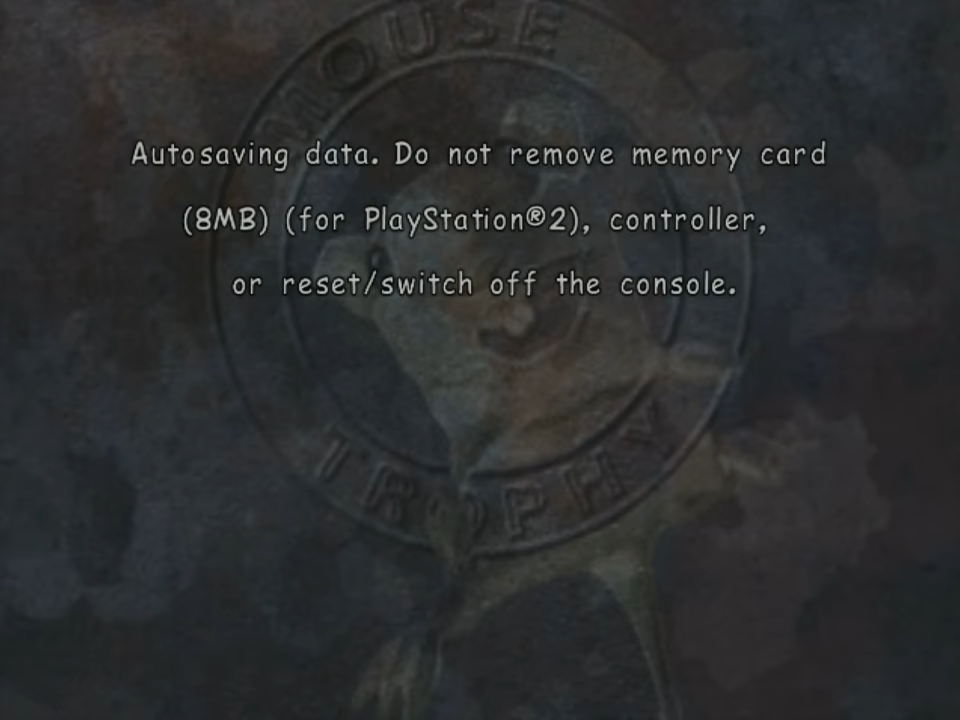 MOUSE
Autosaving data. Do not remove memory card
(8MB) (for PlayStation®2), controller,
or reset/switch off the console.
TROPHY